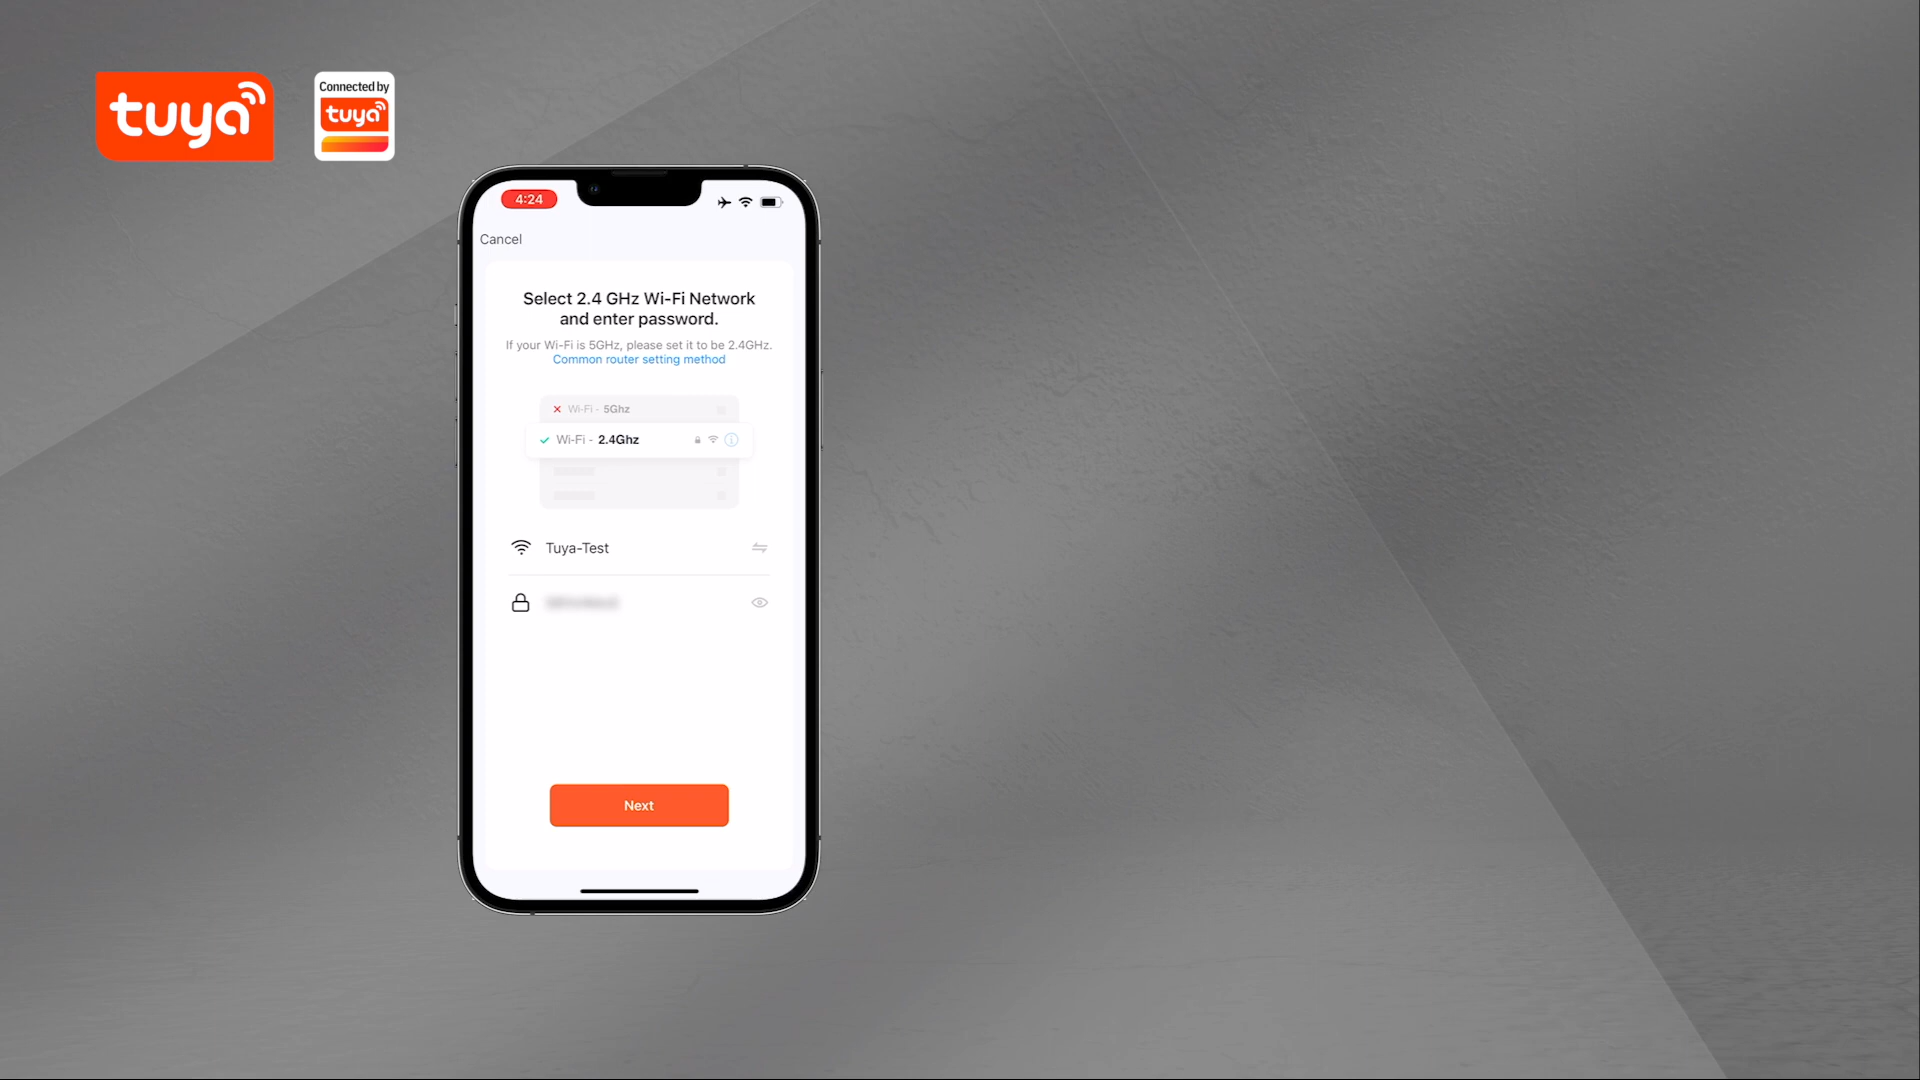 tuya
Connected by
tuya
4:24
Cancel
Select 2.4 GHz Wi-Fi Network
and enter password.
If your Wi-Fi is 5GHz, please set it to be 2.4GHz.
Common router setting method
Wi-Fi - 5Ghz
Wi-Fi - 2.4Ghz
Tuya-Test
Next